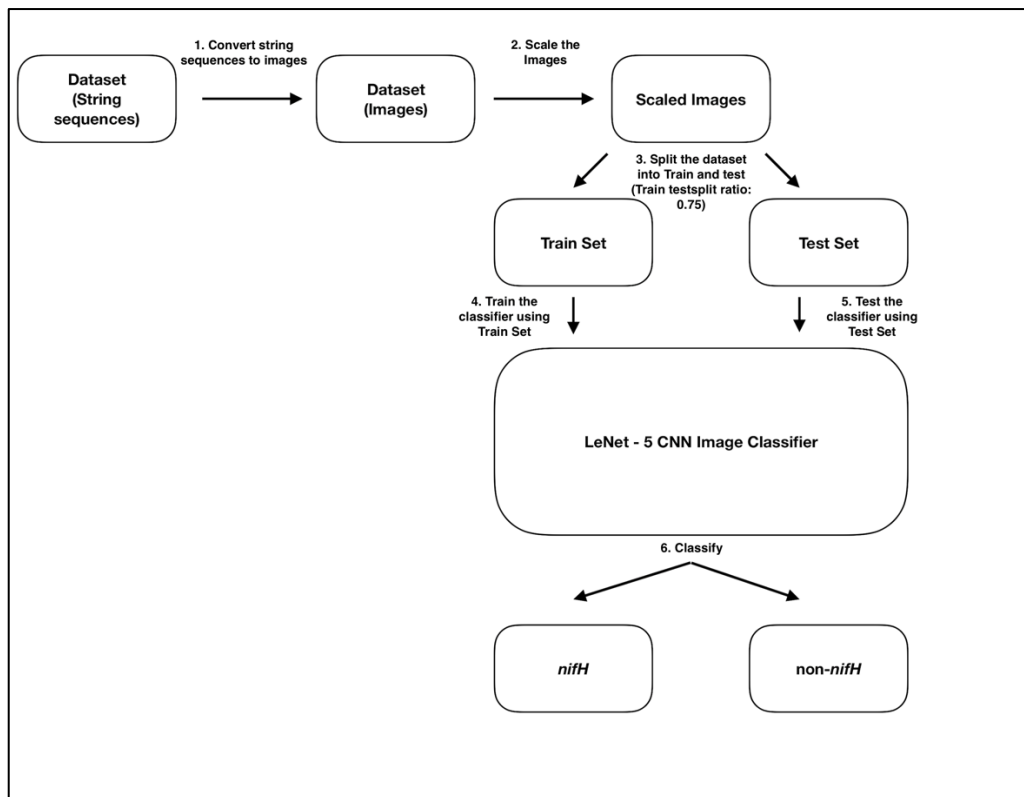 1. Convert string
sequences to images
2. Scale the
Images
Dataset
(String
sequences)
Dataset
(Images)
Scaled Images
3. Split the dataset
into Train and test
(Train testsplit ratio:
0.75)
Train Set
Test Set
4. Train the
classifier using
Train Set
5. Test the
classifier using
Test Set
LeNet - 5 CNN Image Classifier
6. Classify
nifH
non-nifH